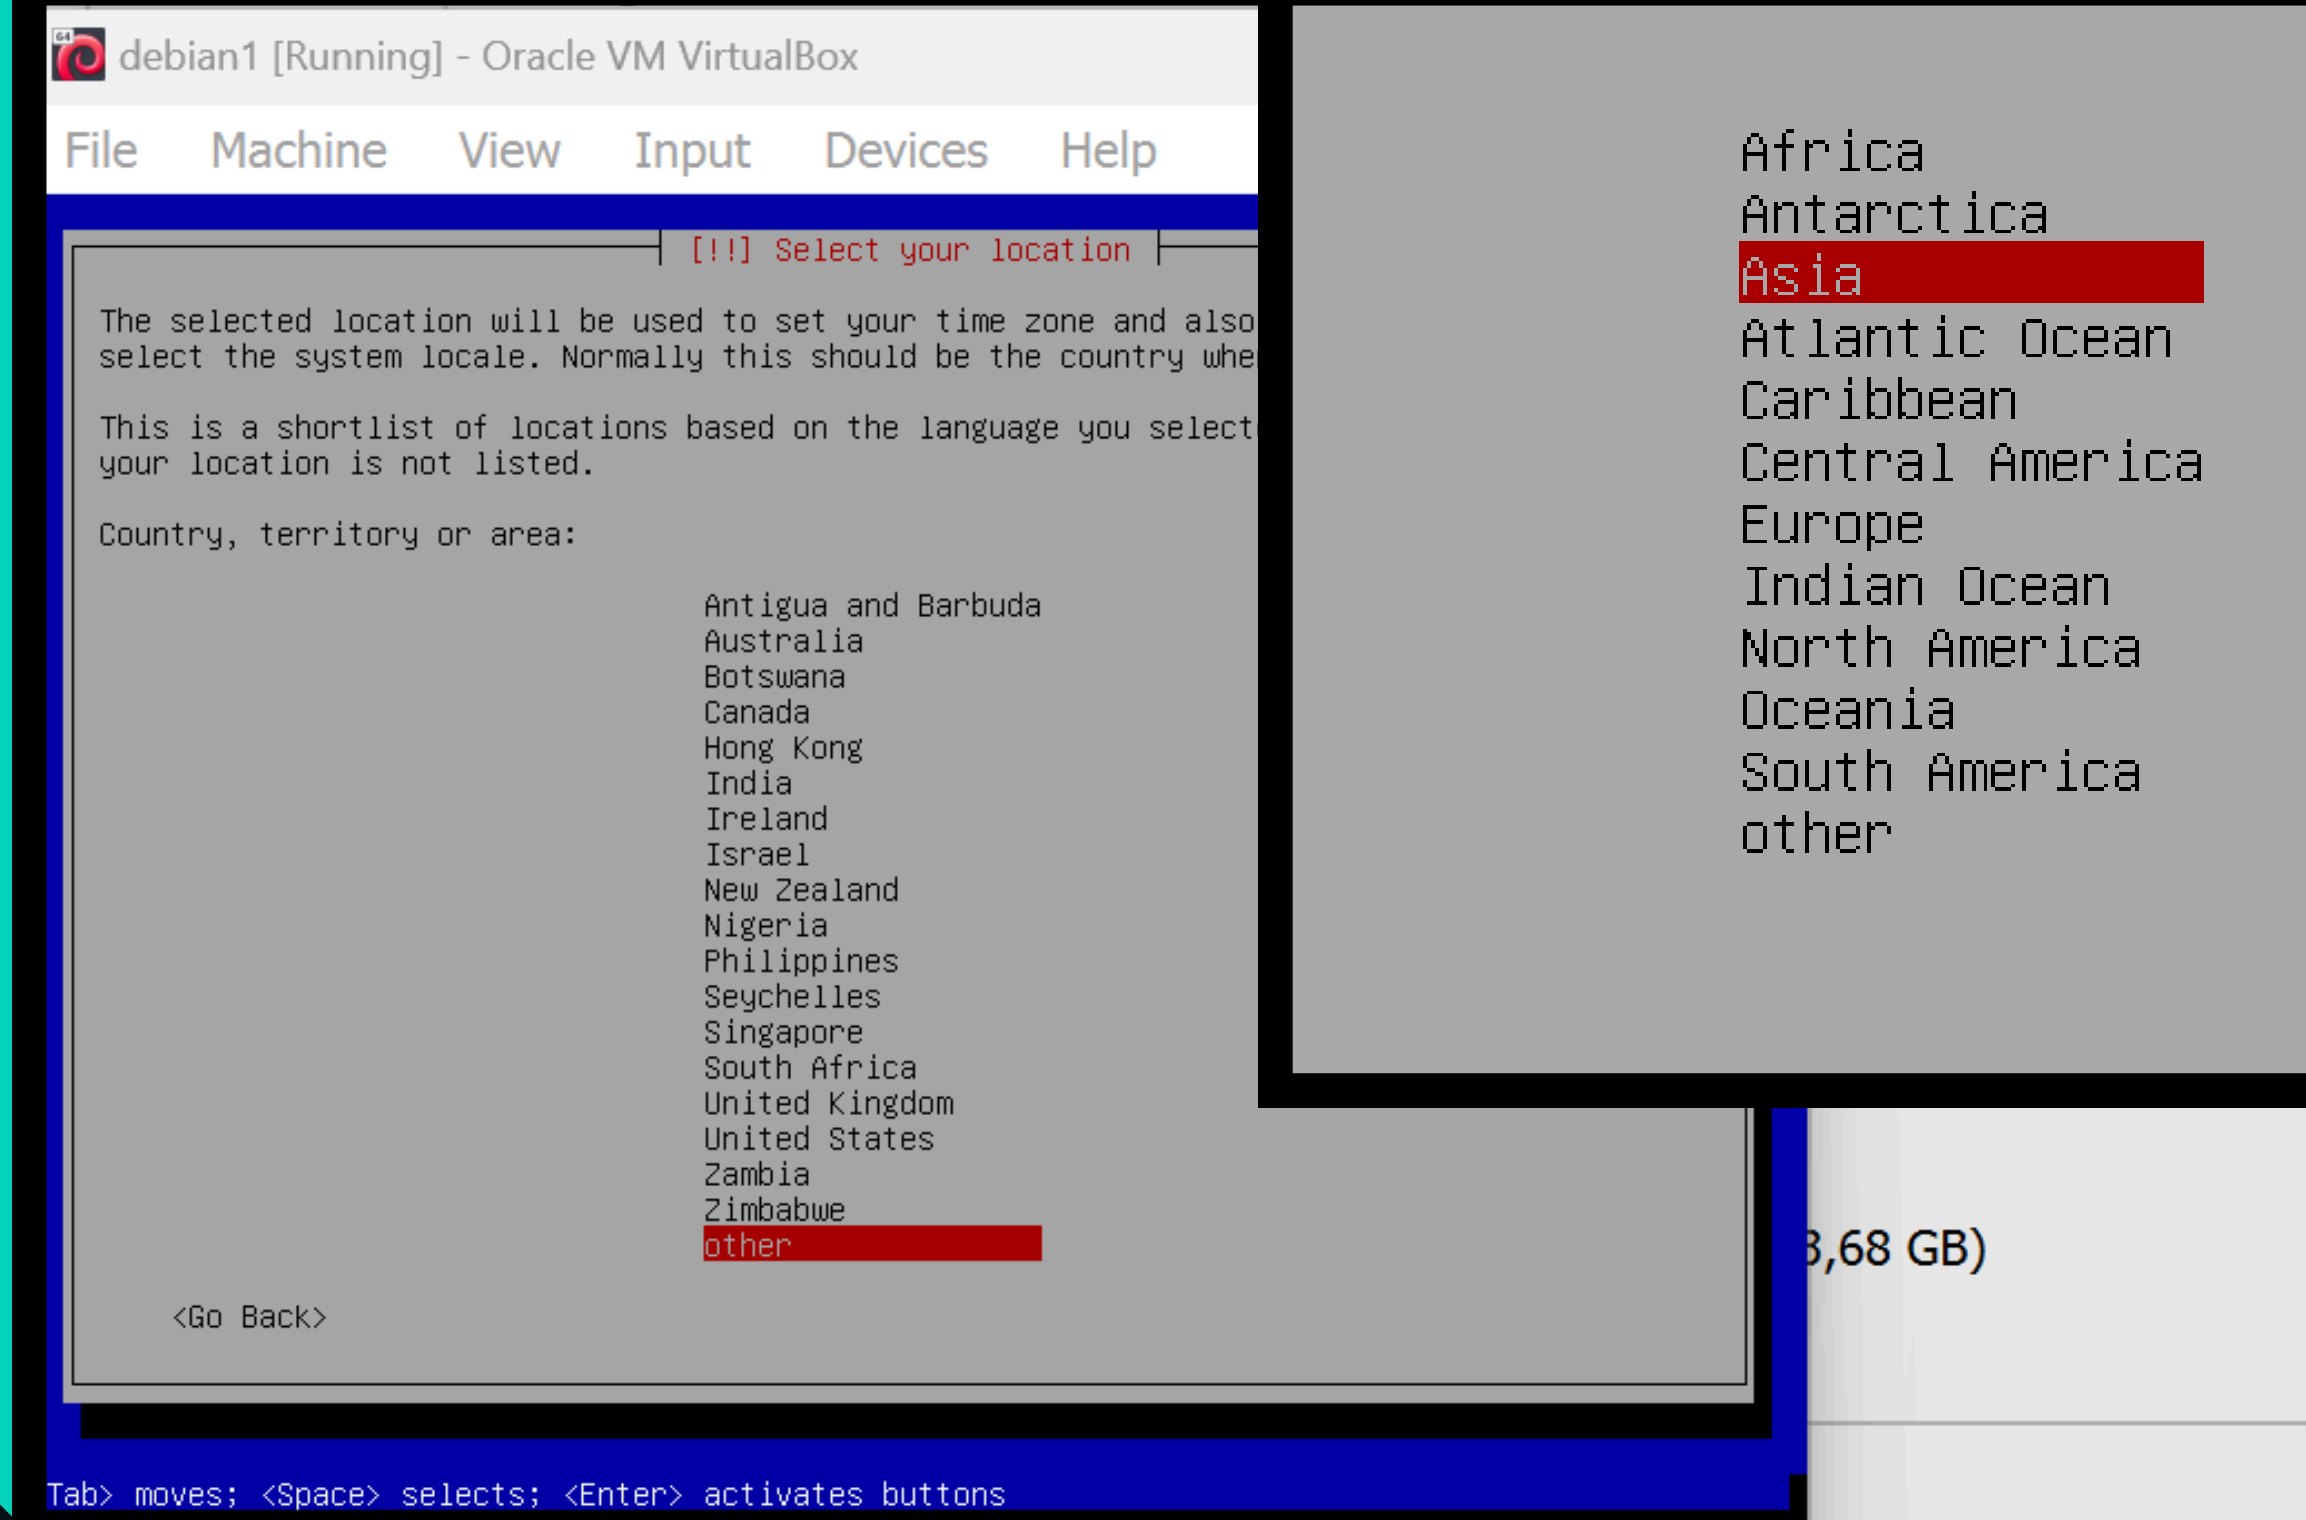 64
debian1 [Running] - Oracle VM VirtualBox
File Machine View Input Devices Help
[!!] Select your location
The selected location will be used to set your time zone and also
select the system locale. Normally this should be the country
This is a shortlist of locations based on the language you
your location is not listed.
Country, territory or area:
Antigua and Barbuda
Australia
Botswana
Canada
Hong Kong
India
Ireland
Israel
New Zealand
Nigeria
Philippines
Seychelles
Singapore
South Africa
United Kingdom
United States
Zambia
Zimbabwe
other
<Go Back>
Tab> moves; <Space> selects; <Enter> activates buttons
Africa
Antarctica
Asia
Atlantic Ocean
Caribbean
Central America
Europe
Indian Ocean
North America
Oceania
South America
other
,68 GB)